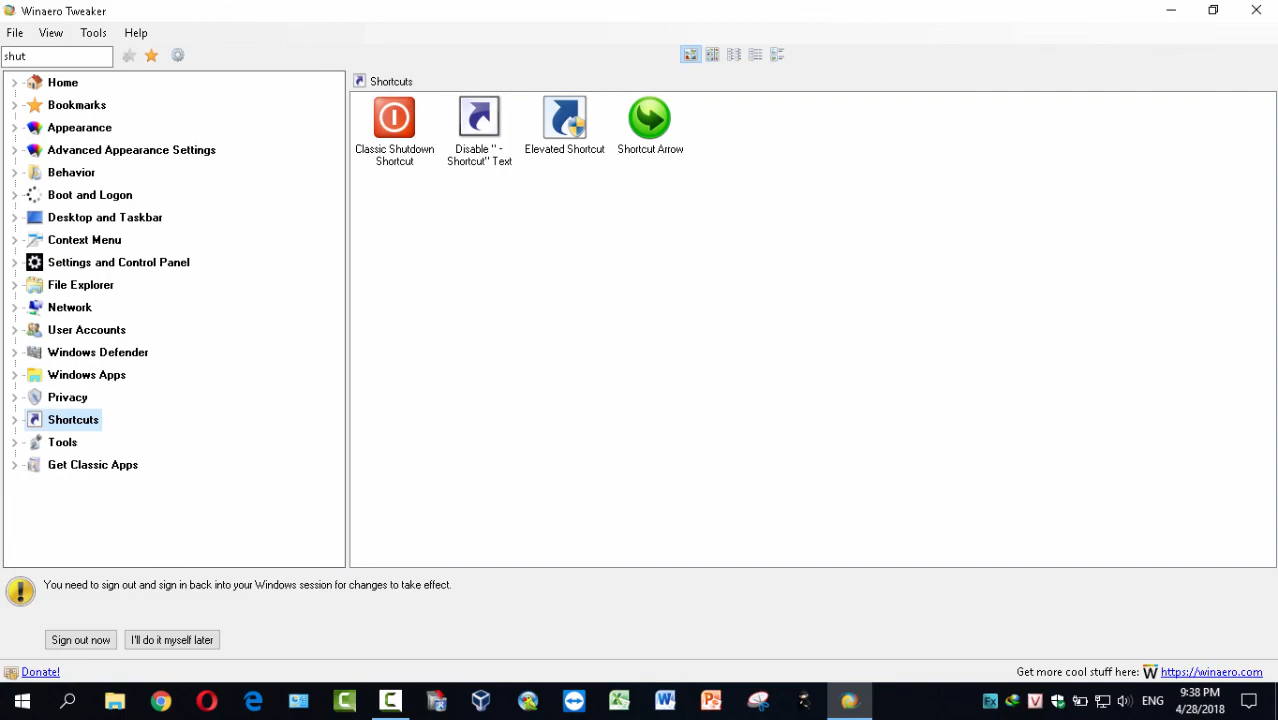 Winaero Tweaker
File View Tools Help
shut
Home
Bookmarks
Appearance
Advanced Appearance Settings
Behavior
Boot and Logon
Desktop and Taskbar
Context Menu
Settings and Control Panel
File Explorer
Network
User Accounts
Windows Defender
Windows Apps
Privacy
Shortcuts
Tools
Get Classic Apps
Shortcuts
Classic Shutdown
Shortcut
Disable " -
Shortcut" Text
Elevated Shortcut
Shortcut Arrow
You need to sign out and sign in back into your Windows session for changes to take effect.
Sign out now
I'll do it myself later
Donate!
Get more cool stuff here: W https://winaero.com
ENG
9:38 PM
4/28/2018